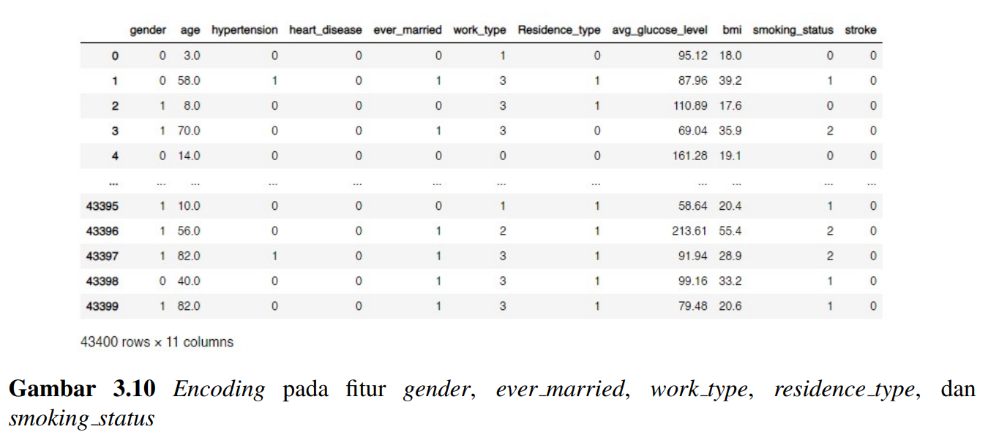 gender age hypertension heart_disease ever_married work_type Residence_type avg_glucose_level bmi smoking_status stroke
0 0 3.0 0 0 0 1 0 95.12 18.0 0 0
1 0 58.0 1 0 1 3 1 87.96 39.2 1 0
2 1 8.0 0 0 0 3 1 110.89 17.6 0 0
3 1 70.0 0 0 1 3 0 69.04 35.9 2 0
4 0 14.0 0 0 0 0 0 161.28 19.1 0 0
... ... ... ... ... ... ... ... ... ... ... ...
43395 1 10.0 0 0 0 1 1 58.64 20.4 1 0
43396 1 56.0 0 0 1 2 1 213.61 55.4 2 0
43397 1 82.0 1 0 1 3 1 91.94 28.9 2 0
43398 0 40.0 0 0 1 3 1 99.16 33.2 1 0
43399 1 82.0 0 0 1 3 1 79.48 20.6 1 0
43400 rows × 11 columns
Gambar 3.10 Encoding pada fitur gender, ever_married, work_type, residence_type, dan
smoking_status